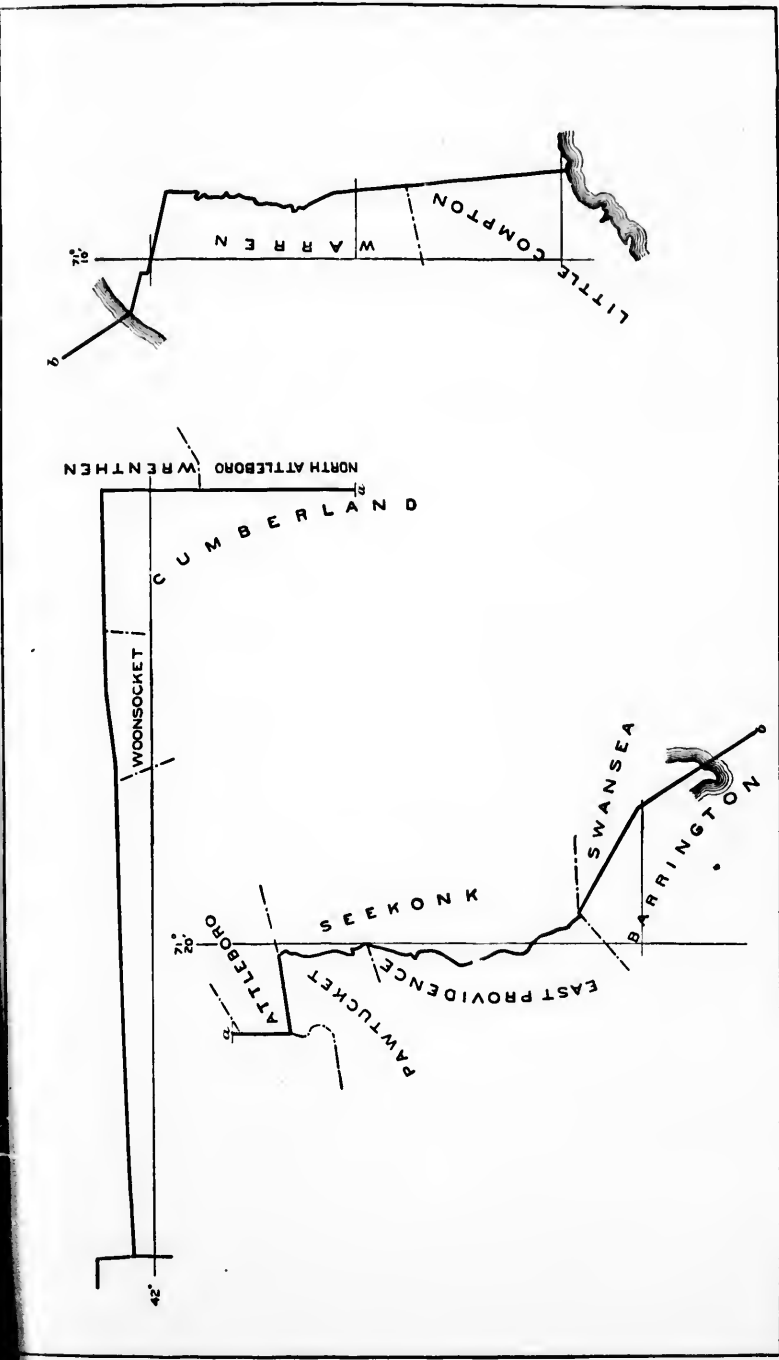 71° 10'
WARREN
LITTLE COMPTON
b
WRENTHEN
NORTH ATTLEBORO
a
CUMBERLAND
WOONSOCKET
42°
71° 20'
ATTLEBORO
a
SEEKONK
PAWTUCKET
EAST PROVIDENCE
SWANSEA
BARRINGTON
b